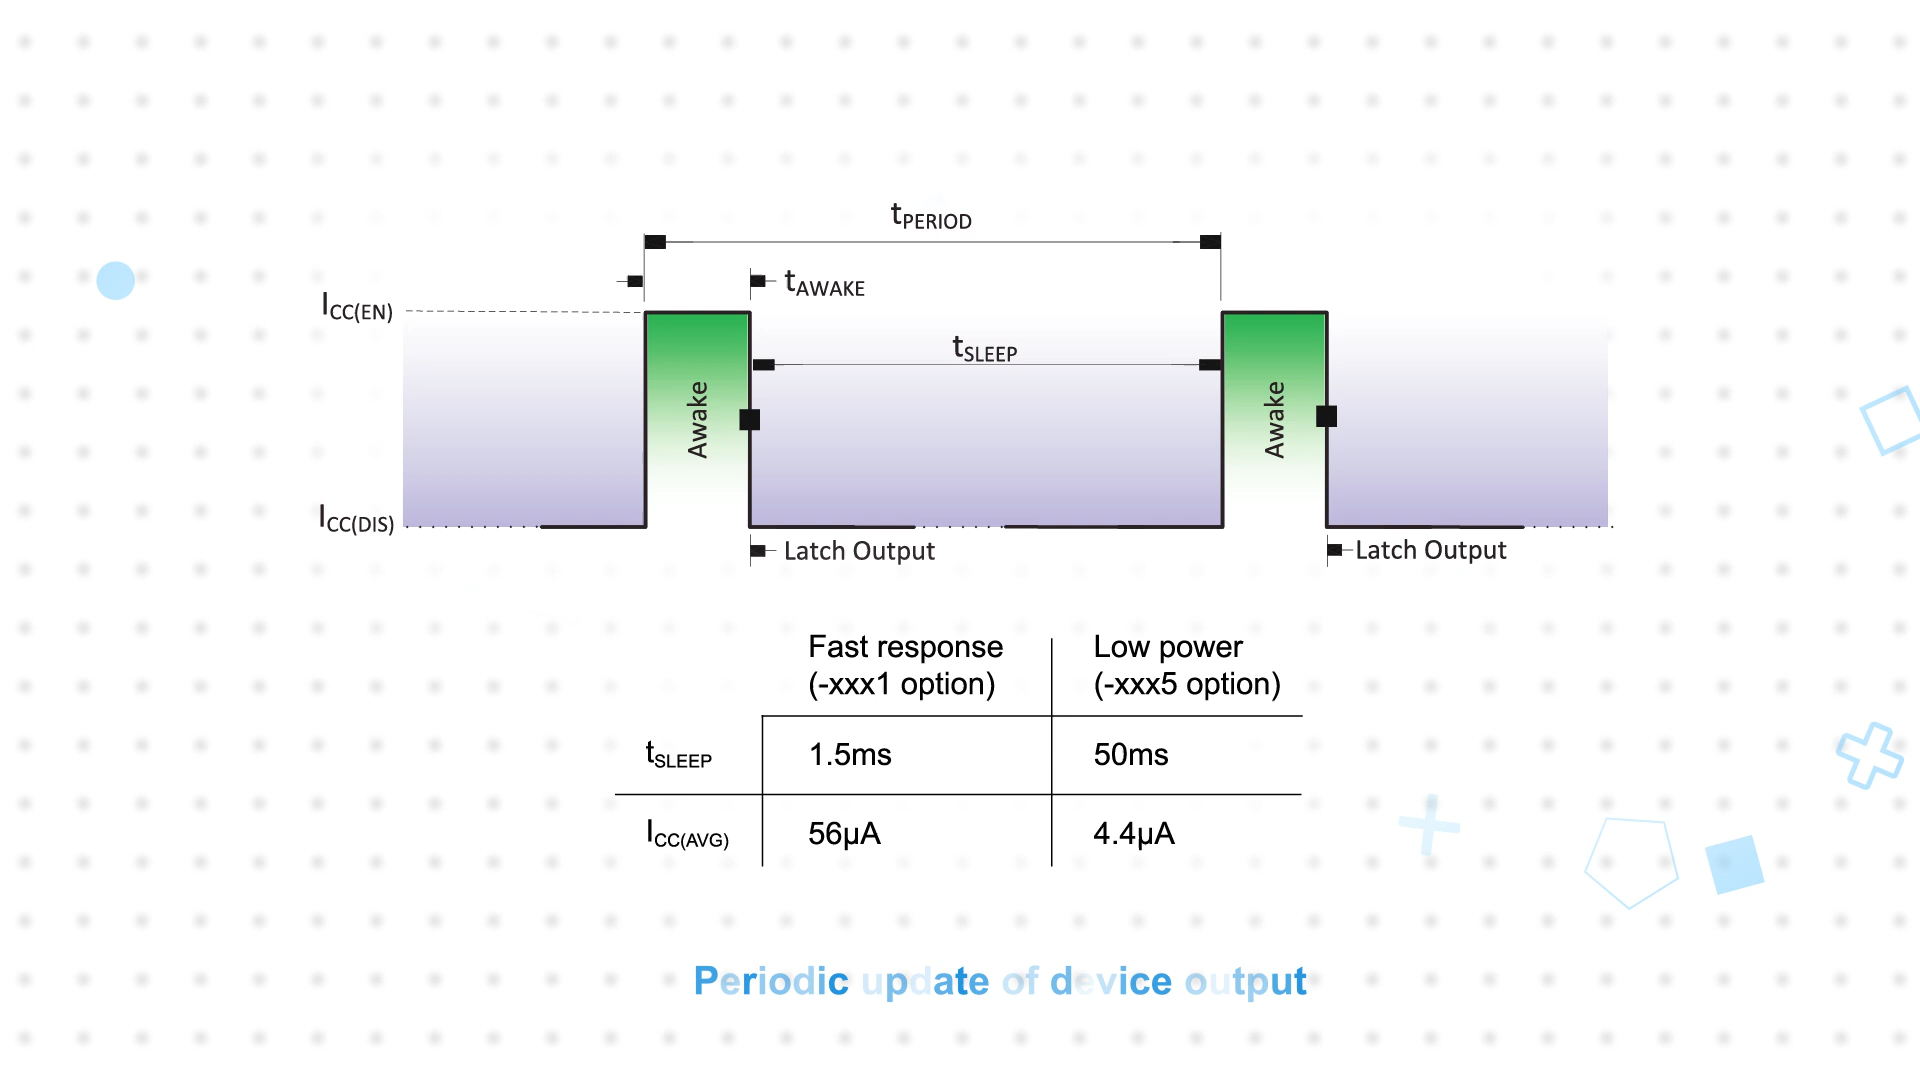 tPERIOD
tAWAKE
ICC(EN)
tSLEEP
Awake
Awake
ICC(DIS)
Latch Output
Latch Output
Fast response Low power
(-xxx1 option) (-xxx5 option)
tSLEEP 1.5ms 50ms
ICC(AVG) 56µA 4.4µA
Periodic update of device output